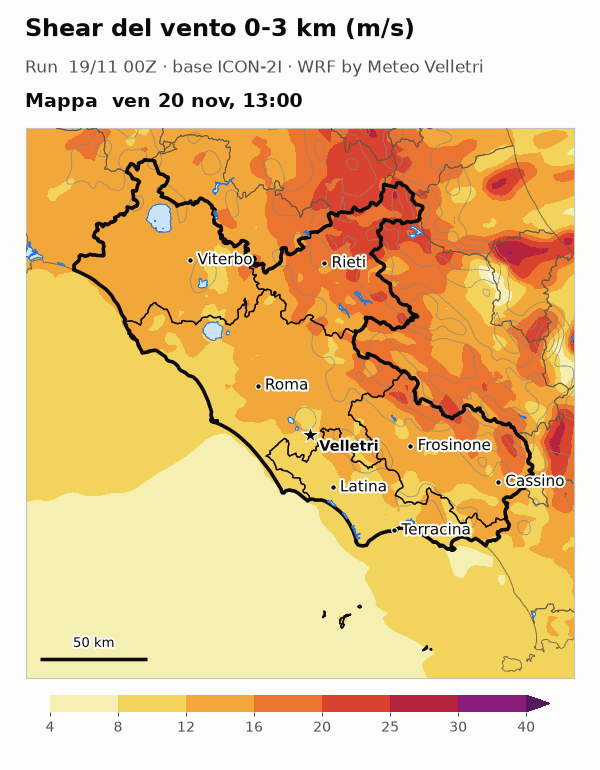 Shear del vento 0-3 km (m/s)
Run  19/11 00Z · base ICON-2I · WRF by Meteo Velletri
Mappa  ven 20 nov, 13:00
Viterbo
Rieti
Roma
Velletri
Frosinone
Cassino
Latina
Terracina
50 km
4 8 12 16 20 25 30 40